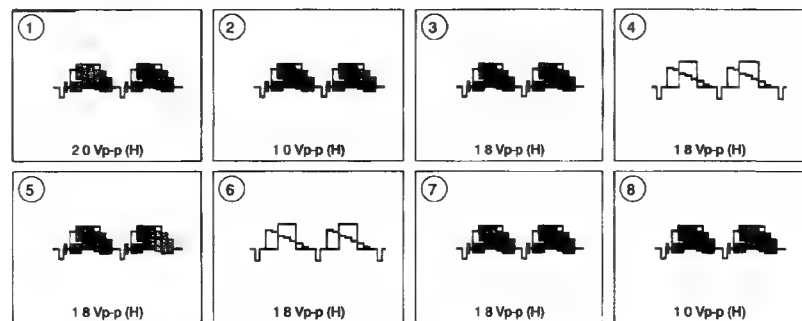 1 2 3 4
2 0 Vp-p (H) 1 0 Vp-p (H) 1 8 Vp-p (H) 1 8 Vp-p (H)
5 6 7 8
1 8 Vp-p (H) 1 8 Vp-p (H) 1 8 Vp-p (H) 1 0 Vp-p (H)